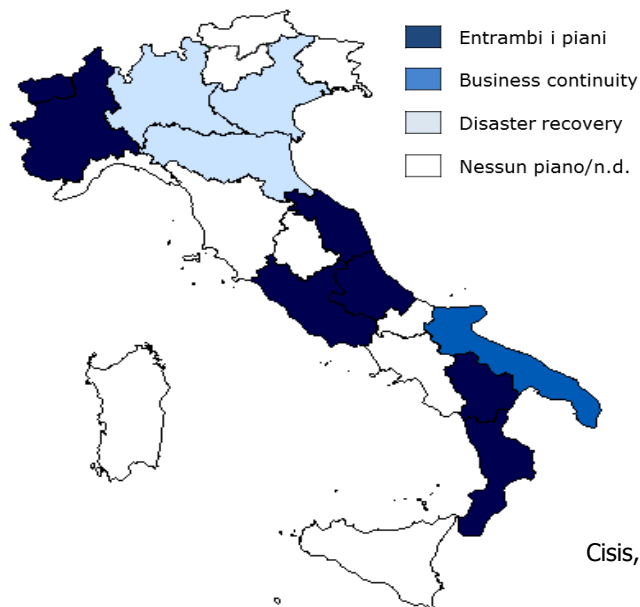 Entrambi i piani
Business continuity
Disaster recovery
Nessun piano/n.d.
Cisis,